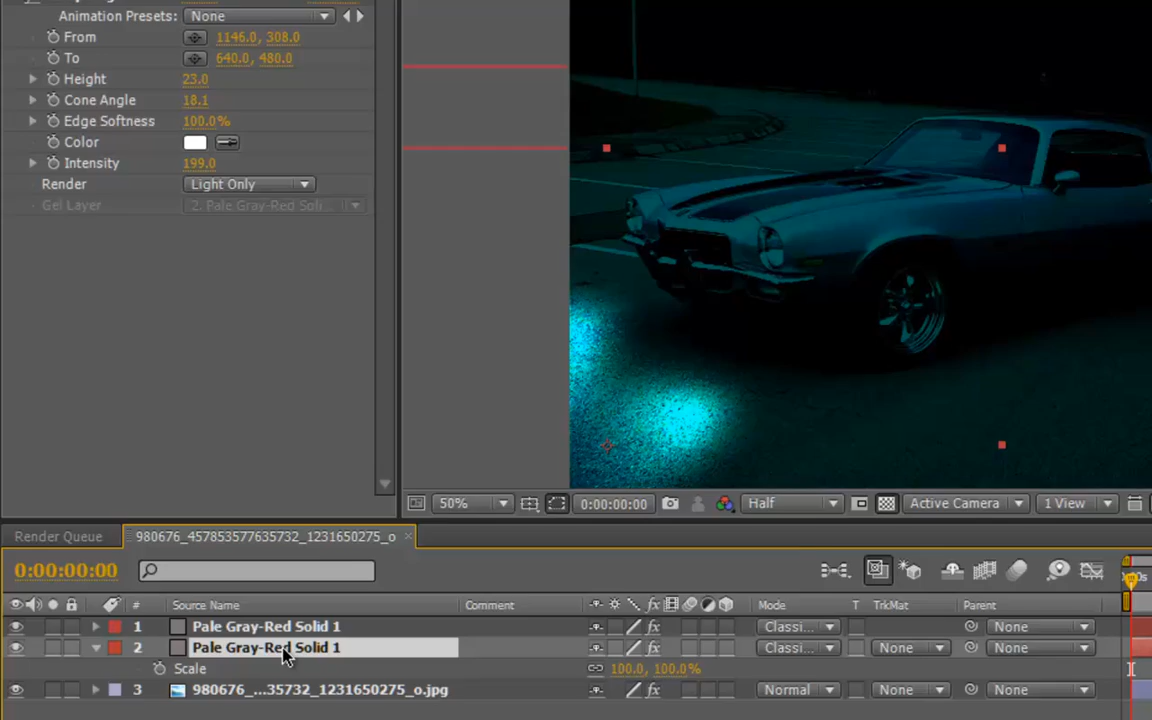 Animation Presets: None
From 1146.0, 308.0
To 640.0, 480.0
Height 23.0
Cone Angle 18.1
Edge Softness 100.0%
Color
Intensity 199.0
Render Light Only
Gel Layer 2. Pale Gray-Red Soli...
50% 0:00:00:00 Half Active Camera 1 View
Render Queue 980676_457853577635732_1231650275_o
0:00:00:00
# Source Name Comment fx Mode T TrkMat Parent
1 Pale Gray-Red Solid 1 fx Classi... None
2 Pale Gray-Red Solid 1 fx Classi... None None
Scale 100.0, 100.0%
3 980676_...35732_1231650275_o.jpg fx Normal None None